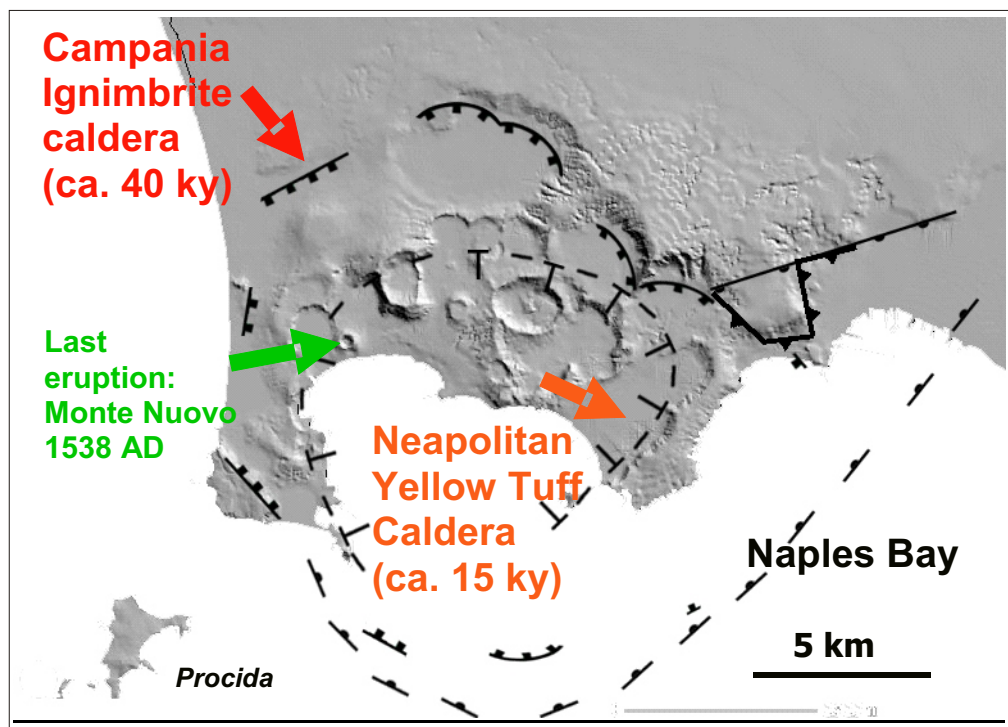 Campania
Ignimbrite
caldera
(ca. 40 ky)
Last
eruption:
Monte Nuovo
1538 AD
Neapolitan
Yellow Tuff
Caldera
(ca. 15 ky)
Naples Bay
5 km
Procida